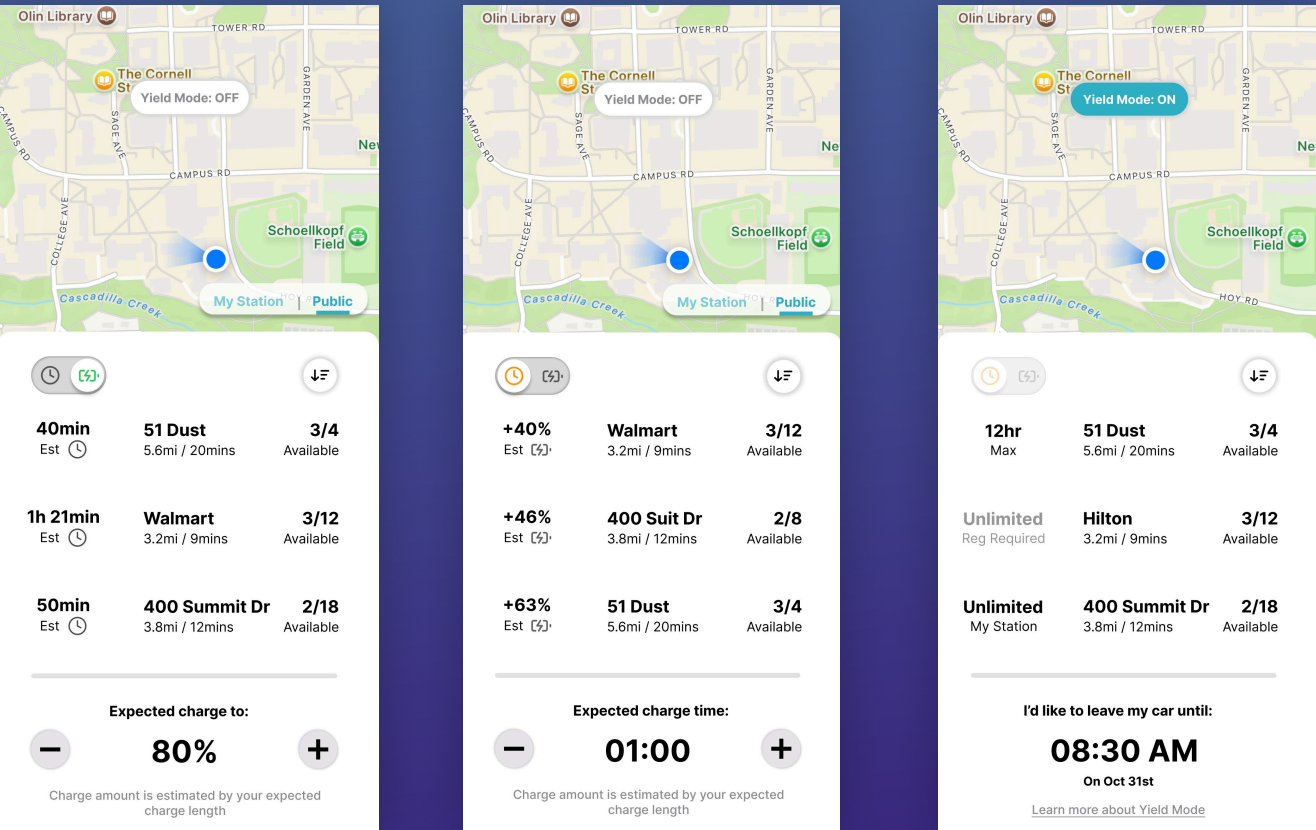 Olin Library
TOWER RD
The Cornell
St
Yield Mode: OFF
GARDEN AVE
SAGE AVE
CAMPUS RD
Ne
CAMPUS RD
COLLEGE AVE
Schoellkopf
Field
Cascadilla Creek
HOY RD
My Station | Public
40min
Est
51 Dust
5.6mi / 20mins
3/4
Available
1h 21min
Est
Walmart
3.2mi / 9mins
3/12
Available
50min
Est
400 Summit Dr
3.8mi / 12mins
2/18
Available
Expected charge to:
− 80% +
Charge amount is estimated by your expected
charge length
Olin Library
TOWER RD
The Cornell
St
Yield Mode: OFF
GARDEN AVE
SAGE AVE
CAMPUS RD
Ne
CAMPUS RD
COLLEGE AVE
Schoellkopf
Field
Cascadilla Creek
HOY RD
My Station | Public
+40%
Est
Walmart
3.2mi / 9mins
3/12
Available
+46%
Est
400 Suit Dr
3.8mi / 12mins
2/8
Available
+63%
Est
51 Dust
5.6mi / 20mins
3/4
Available
Expected charge time:
− 01:00 +
Charge amount is estimated by your expected
charge length
Olin Library
TOWER RD
The Cornell
St
Yield Mode: ON
GARDEN AVE
SAGE AVE
CAMPUS RD
Ne
CAMPUS RD
COLLEGE AVE
Schoellkopf
Field
Cascadilla Creek
HOY RD
12hr
Max
51 Dust
5.6mi / 20mins
3/4
Available
Unlimited
Reg Required
Hilton
3.2mi / 9mins
3/12
Available
Unlimited
My Station
400 Summit Dr
3.8mi / 12mins
2/18
Available
I'd like to leave my car until:
08:30 AM
On Oct 31st
Learn more about Yield Mode